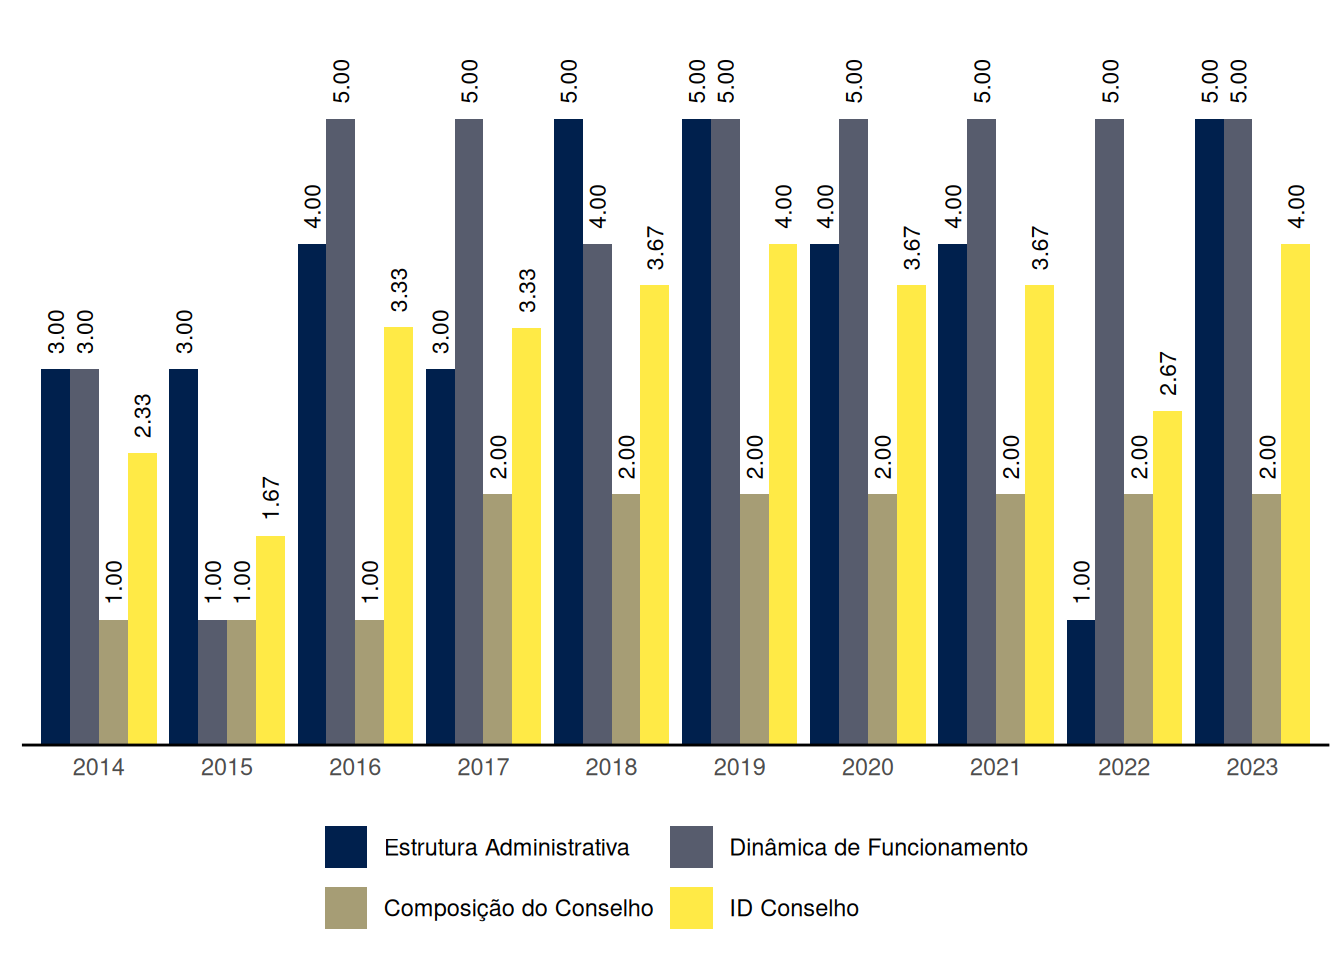 3.00 3.00 1.00 2.33
3.00 1.00 1.00 1.67
4.00 5.00 1.00 3.33
3.00 5.00 2.00 3.33
5.00 4.00 2.00 3.67
5.00 5.00 2.00 4.00
4.00 5.00 2.00 3.67
4.00 5.00 2.00 3.67
1.00 5.00 2.00 2.67
5.00 5.00 2.00 4.00
2014 2015 2016 2017 2018 2019 2020 2021 2022 2023
Estrutura Administrativa Dinâmica de Funcionamento
Composição do Conselho ID Conselho